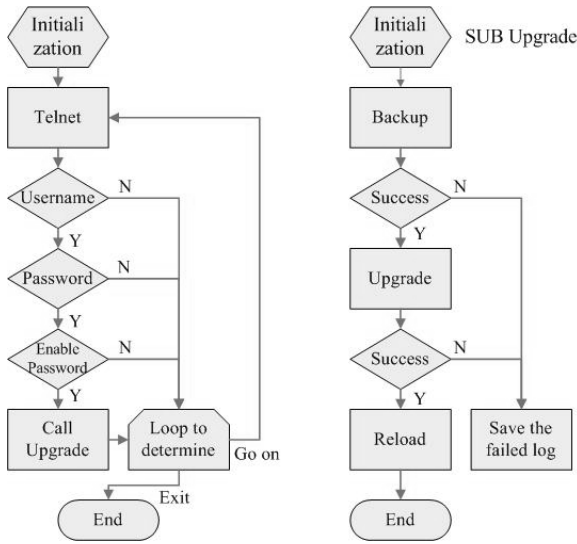 Initiali
zation
Telnet
Username
N
Y
Password
N
Y
Enable
Password
N
Y
Call
Upgrade
Loop to
determine
Go on
Exit
End
SUB Upgrade
Initiali
zation
Backup
Success
N
Y
Upgrade
Success
N
Y
Reload
Save the
failed log
End